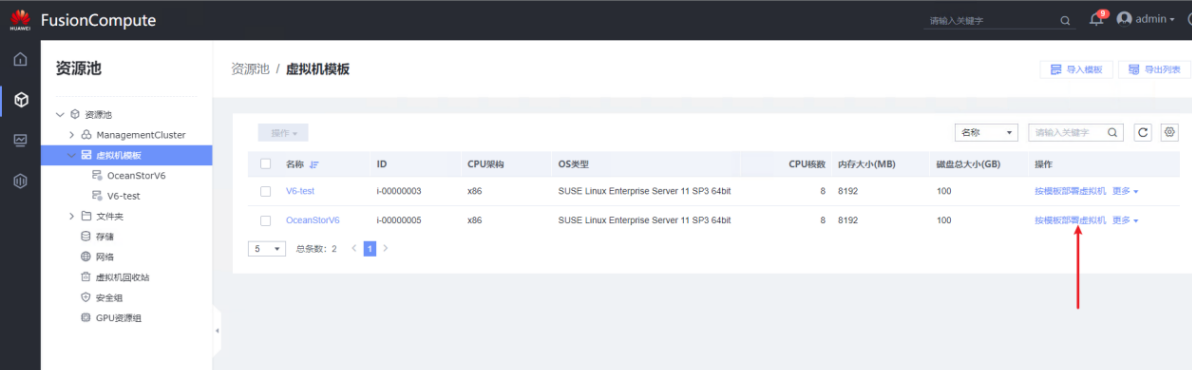 HUAWEI FusionCompute 请输入关键字 9 admin
资源池
资源池 / 虚拟机模板
导入模板 导出列表
资源池
ManagementCluster
虚拟机模板
OceanStorV6
V6-test
文件夹
存储
网络
虚拟机回收站
安全组
GPU资源组
操作 名称 请输入关键字
名称 ID CPU架构 OS类型 CPU核数 内存大小(MB) 磁盘总大小(GB) 操作
V6-test i-00000003 x86 SUSE Linux Enterprise Server 11 SP3 64bit 8 8192 100 按模板部署虚拟机 更多
OceanStorV6 i-00000005 x86 SUSE Linux Enterprise Server 11 SP3 64bit 8 8192 100 按模板部署虚拟机 更多
5 总条数: 2 < 1 >